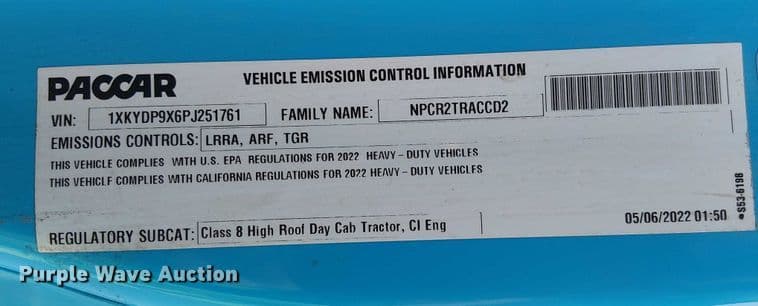 PACCAR VEHICLE EMISSION CONTROL INFORMATION
VIN: 1XKYDP9X6PJ251761 FAMILY NAME: NPCR2TRACCD2
EMISSIONS CONTROLS: LRRA, ARF, TGR
THIS VEHICLE COMPLIES WITH U.S. EPA REGULATIONS FOR 2022 HEAVY-DUTY VEHICLES
THIS VEHICLE COMPLIES WITH CALIFORNIA REGULATIONS FOR 2022 HEAVY-DUTY VEHICLES
S53-6198
05/06/2022 01:50
REGULATORY SUBCAT: Class 8 High Roof Day Cab Tractor, CI Eng
Purple Wave Auction